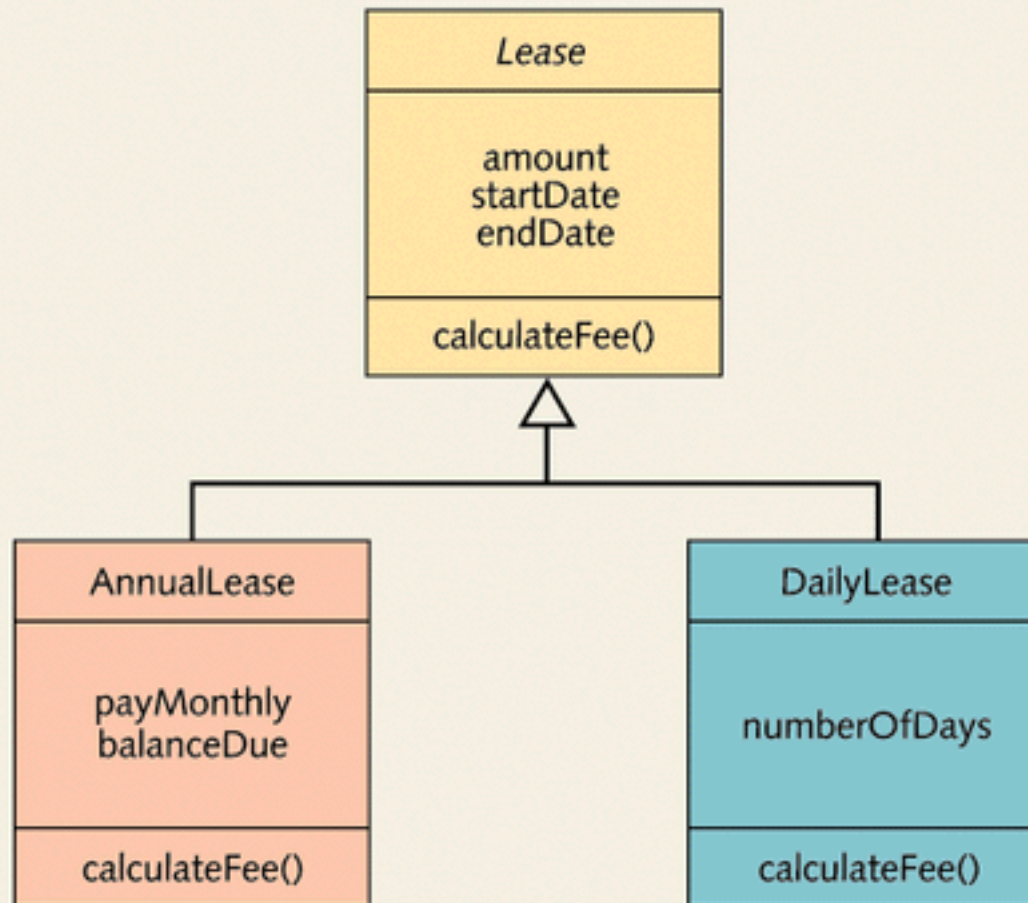 Lease
amount
startDate
endDate
calculateFee()
AnnualLease
payMonthly
balanceDue
calculateFee()
DailyLease
numberOfDays
calculateFee()